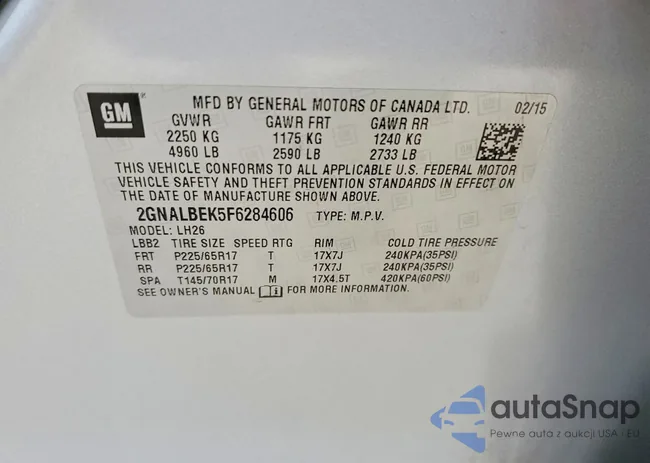 GM
MFD BY GENERAL MOTORS OF CANADA LTD. 02/15
GVWR GAWR FRT GAWR RR
2250 KG 1175 KG 1240 KG
4960 LB 2590 LB 2733 LB
THIS VEHICLE CONFORMS TO ALL APPLICABLE U.S. FEDERAL MOTOR
VEHICLE SAFETY AND THEFT PREVENTION STANDARDS IN EFFECT ON
THE DATE OF MANUFACTURE SHOWN ABOVE.
2GNALBEK5F6284606 TYPE: M.P.V.
MODEL: LH26
LBB2 TIRE SIZE SPEED RTG RIM COLD TIRE PRESSURE
FRT P225/65R17 T 17X7J 240KPA(35PSI)
RR P225/65R17 T 17X7J 240KPA(35PSI)
SPA T145/70R17 M 17X4.5T 420KPA(60PSI)
SEE OWNER'S MANUAL FOR MORE INFORMATION.
autaSnap
Pewne auta z aukcji USA - EU